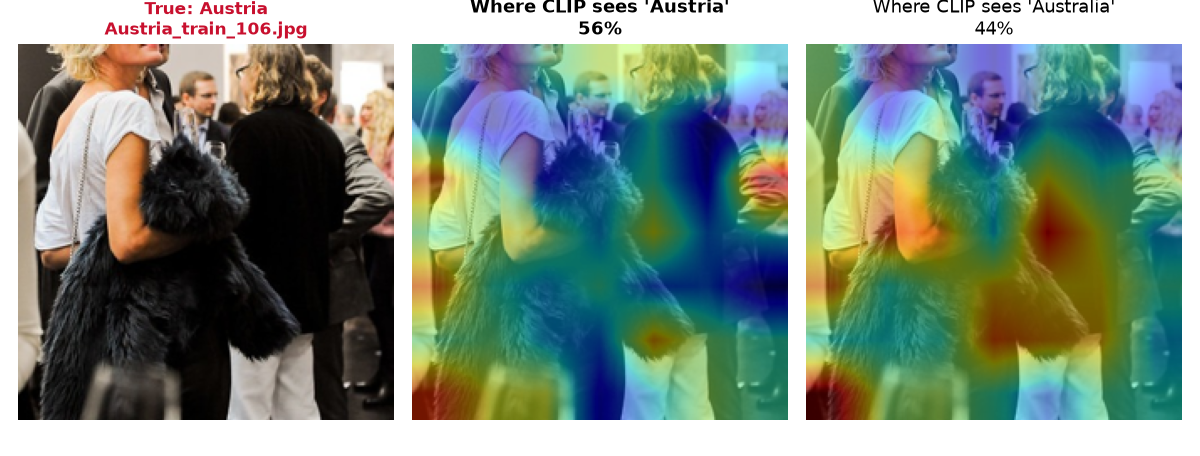 True: Austria
Austria_train_106.jpg
Where CLIP sees 'Austria'
56%
Where CLIP sees 'Australia'
44%